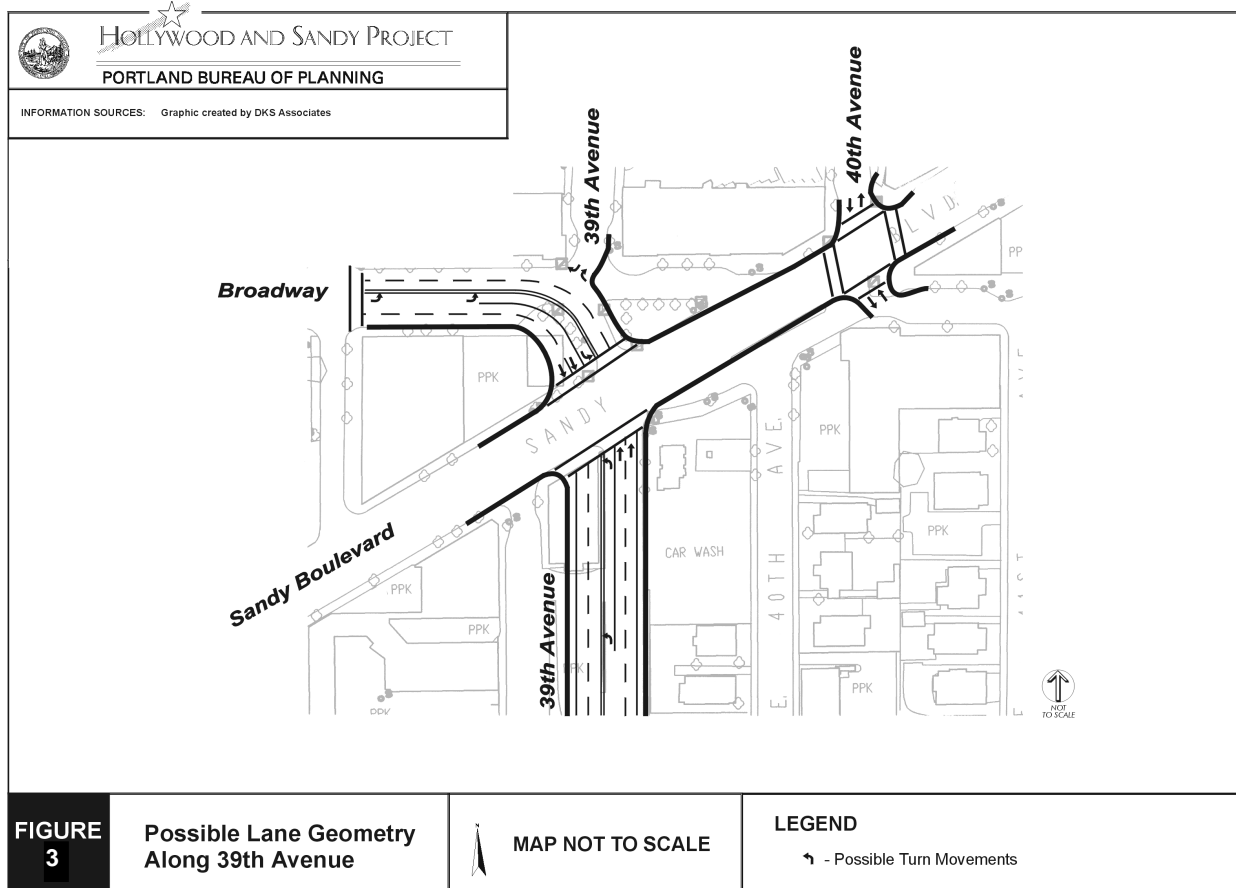 HOLLYWOOD AND SANDY PROJECT
PORTLAND BUREAU OF PLANNING
INFORMATION SOURCES: Graphic created by DKS Associates
40th Avenue
39th Avenue
BLVD.
PP
Broadway
PPK
SANDY
AVE.
PPK
Sandy Boulevard
CAR WASH
PPK
PPK
PPK
40TH
39th Avenue
PPK
PPK
PPK
E.
NOT
TO SCALE
FIGURE
3
Possible Lane Geometry
Along 39th Avenue
N
MAP NOT TO SCALE
LEGEND
- Possible Turn Movements